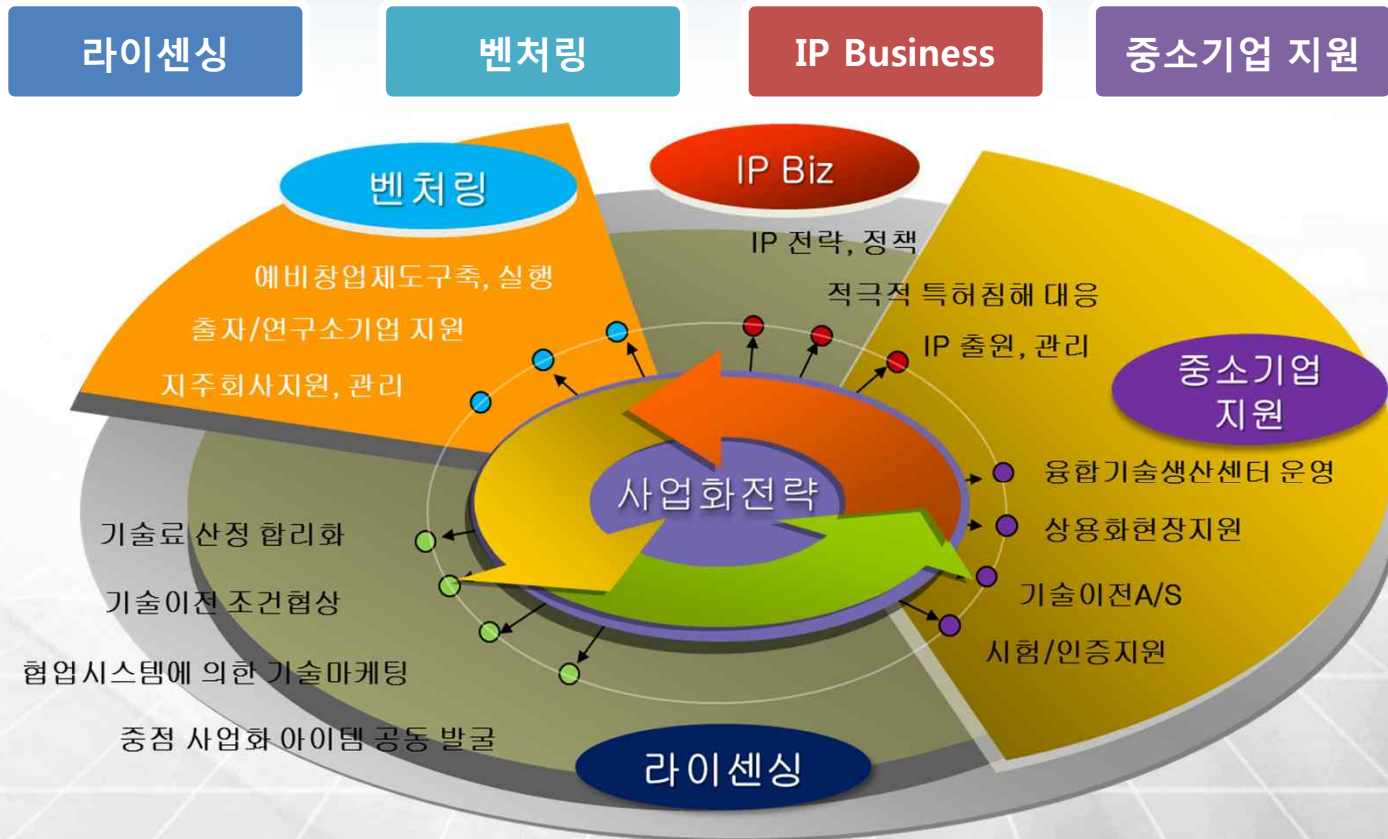 라이센싱
벤처링
IP Business
중소기업 지원
벤처링
예비창업제도구축, 실행
출자/연구소기업 지원
지주회사지원, 관리
IP Biz
IP 전략, 정책
적극적 특허침해 대응
IP 출원, 관리
중소기업
지원
융합기술생산센터 운영
상용화현장지원
기술이전A/S
시험/인증지원
사업화전략
기술료 산정 합리화
기술이전 조건협상
협업시스템에 의한 기술마케팅
중점 사업화 아이템 공동 발굴
라이센싱